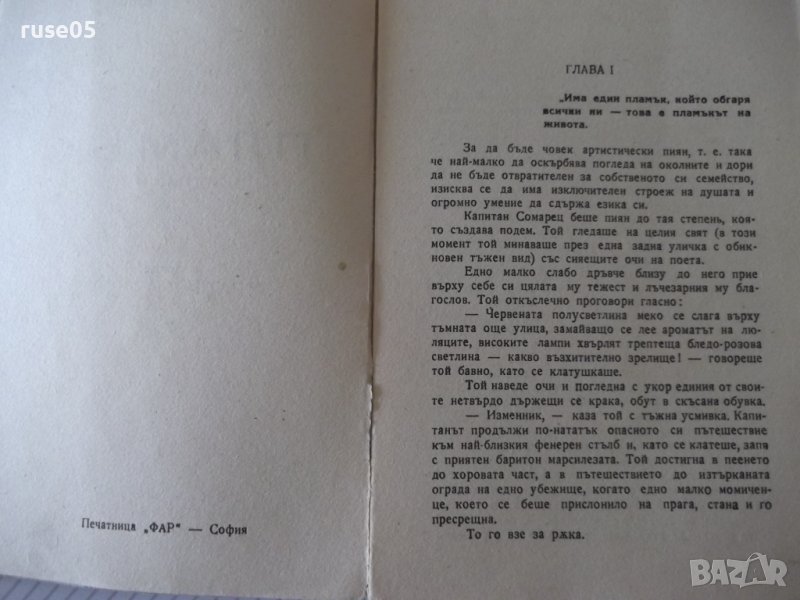 ruse05
Печатница „ФАР“ — София
ГЛАВА I
„Има един пламък, който обгаря
всички ни — това е пламъкът на
живота.
За да бъде човек артистически пиян, т. е. така
че най-малко да оскърбява погледа на околните и дори
да не бъде отвратителен за собственото си семейство,
изисква се да има изключителен строеж на душата и
огромно умение да сдържа езика си.
Капитан Сомарец беше пиян до тая степень, коя-
то създава подем. Той гледаше на целия свят (в този
момент той минаваше през една задна уличка с обик-
новен тъжен вид) със сияещите очи на поета.
Едно малко слабо дръвче близу до него прие
върху себе си цялата му тежест и лъчезарния му бла-
гослов. Той откъслечно проговори гласно:
— Червената полусветлина меко се слага върху
тъмната още улица, замайващо се лее ароматът на лю-
ляците, високите лампи хвърлят трептеща бледо-розова
светлина — какво възхитително зрелище! — говореше
той бавно, като се клатушкаше.
Той наведе очи и погледна с укор единия от свои-
те нетвърдо държещи се крака, обут в скъсана обувка.
— Изменник, — каза той с тъжна усмивка. Капи-
танът продължи по-нататък опасното си пътешествие
към най-близкия фенерен стълб и, като се клатеше, запя
с приятен баритон марсилезата. Той достигна в пеенето
до хоровата част, а в пътешествието до изтърканата
ограда на едно убежище, когато едно малко момичен-
це, което се беше прислонило на прага, стана и го
пресрещна.
То го взе за рѫка.
BAZAR